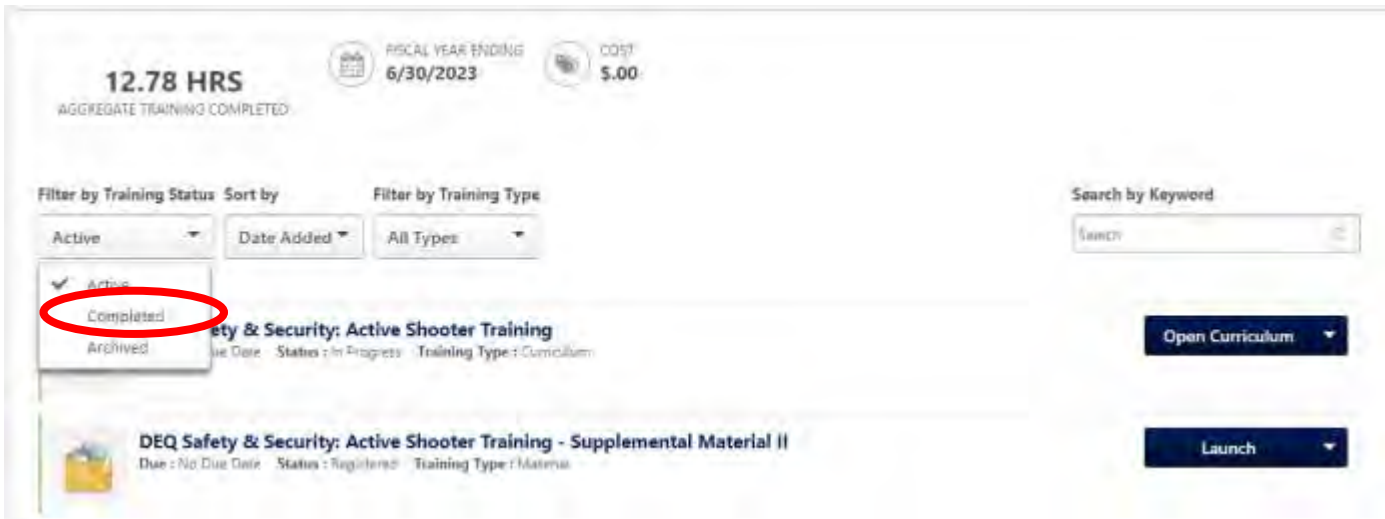 12.78 HRS
AGGREGATE TRAINING COMPLETED
FISCAL YEAR ENDING
6/30/2023
COST
$.00
Filter by Training Status Sort by Filter by Training Type
Search by Keyword
Active Date Added All Types
Search
Active
Completed
Archived
ety & Security: Active Shooter Training
ue Date Status : In Progress Training Type : Curriculum
Open Curriculum
DEQ Safety & Security: Active Shooter Training - Supplemental Material II
Due : No Due Date Status : Registered Training Type : Material
Launch